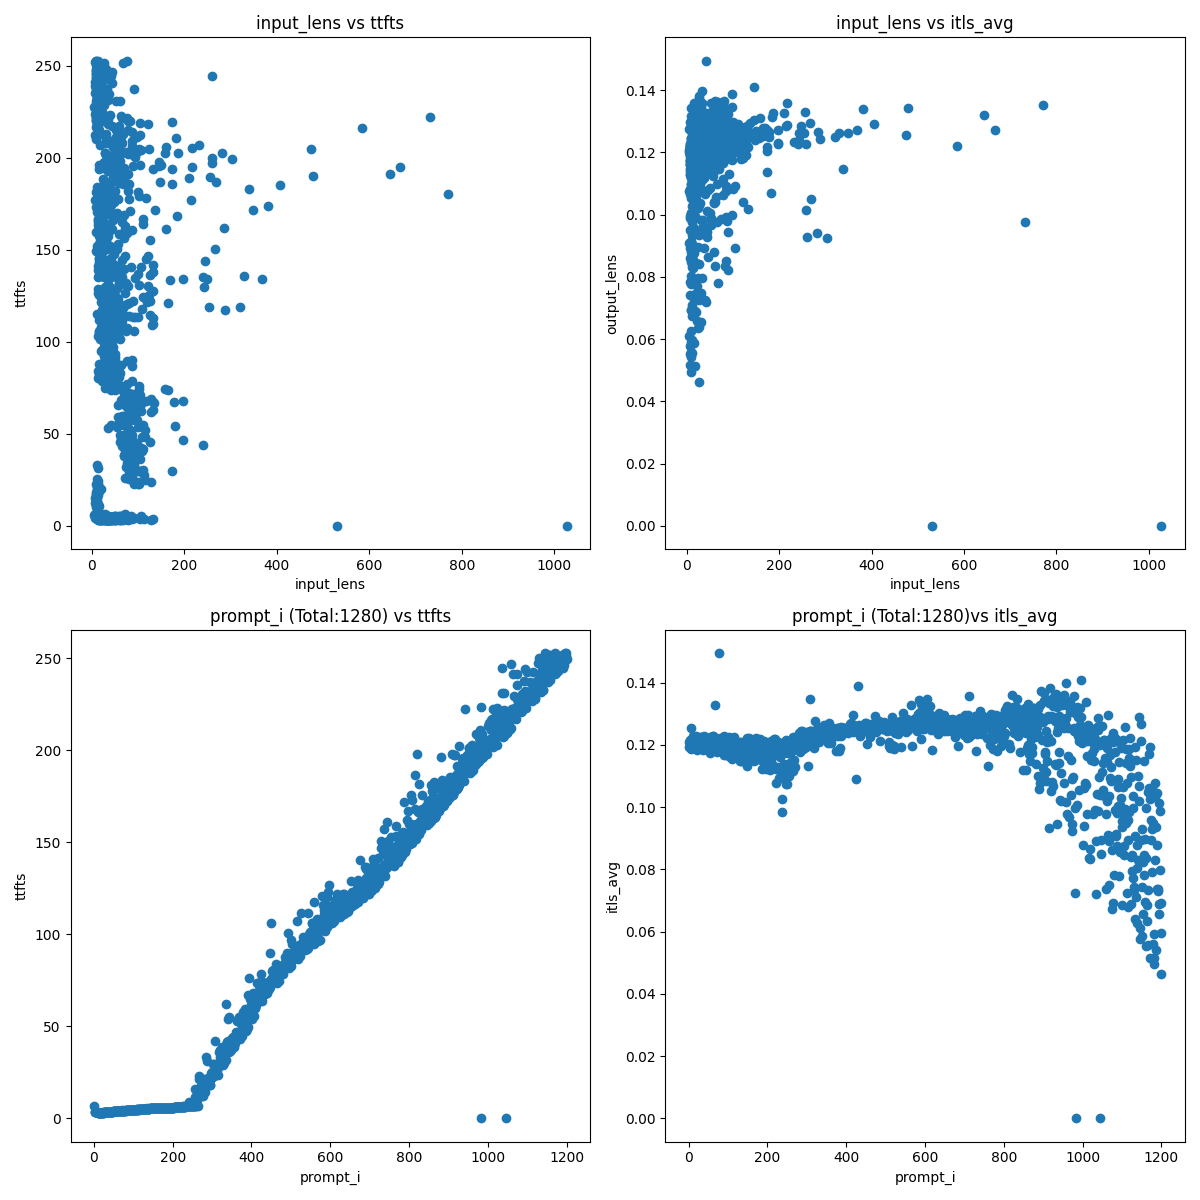 input_lens vs ttfts
250
200
150
100
50
0
ttfts
0 200 400 600 800 1000
input_lens
input_lens vs itls_avg
0.14
0.12
0.10
0.08
0.06
0.04
0.02
0.00
output_lens
0 200 400 600 800 1000
input_lens
prompt_i (Total:1280) vs ttfts
250
200
150
100
50
0
ttfts
0 200 400 600 800 1000 1200
prompt_i
prompt_i (Total:1280)vs itls_avg
0.14
0.12
0.10
0.08
0.06
0.04
0.02
0.00
itls_avg
0 200 400 600 800 1000 1200
prompt_i